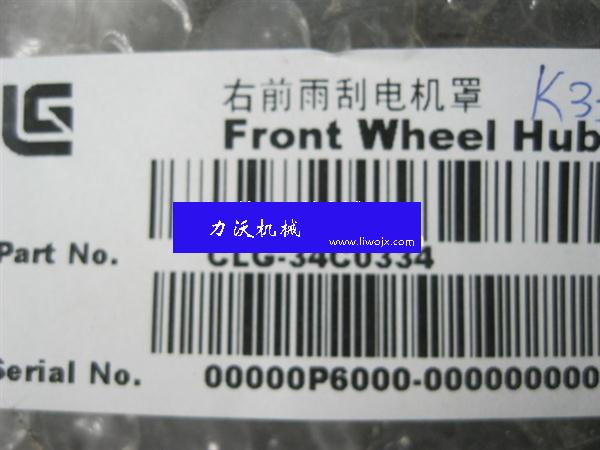 右前雨刮电机罩
K3
Front Wheel Hub
力沃机械
www.liwojx.com
Part No. CLG-34C0334
Serial No. 00000P6000-000000000